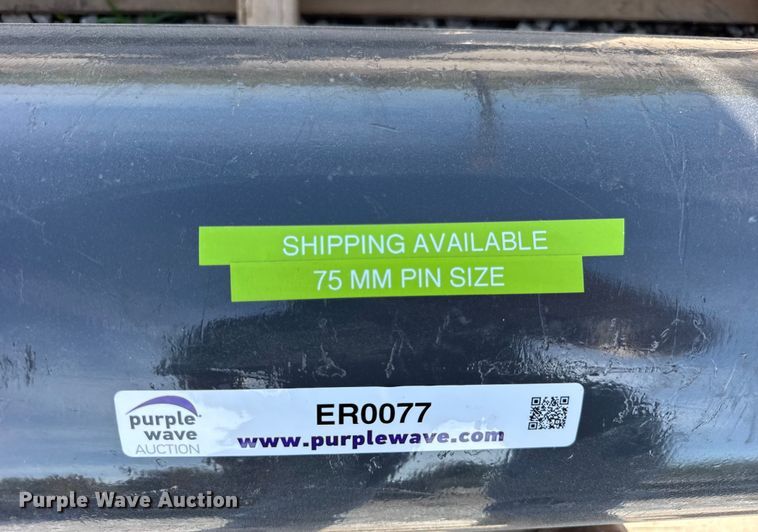 SHIPPING AVAILABLE
75 MM PIN SIZE
purple
wave
AUCTION
ER0077
www.purplewave.com
Purple Wave Auction